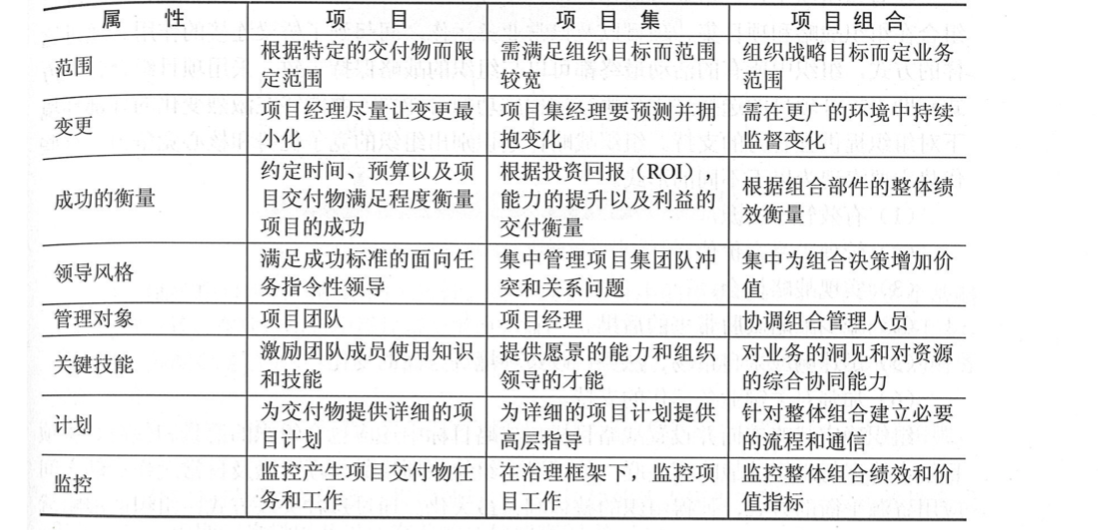 属 性 项 目 项 目 集 项 目 组 合
范围 根据特定的交付物而限定范围 需满足组织目标而范围较宽 组织战略目标而定业务范围
变更 项目经理尽量让变更最小化 项目集经理要预测并拥抱变化 需在更广的环境中持续监督变化
成功的衡量 约定时间、预算以及项目交付物满足程度衡量项目的成功 根据投资回报（ROI），能力的提升以及利益的交付衡量 根据组合部件的整体绩效衡量
领导风格 满足成功标准的面向任务指令性领导 集中管理项目集团队冲突和关系问题 集中为组合决策增加价值
管理对象 项目团队 项目经理 协调组合管理人员
关键技能 激励团队成员使用知识和技能 提供愿景的能力和组织领导的才能 对业务的洞见和对资源的综合协同能力
计划 为交付物提供详细的项目计划 为详细的项目计划提供高层指导 针对整体组合建立必要的流程和通信
监控 监控产生项目交付物任务和工作 在治理框架下，监控项目工作 监控整体组合绩效和价值指标